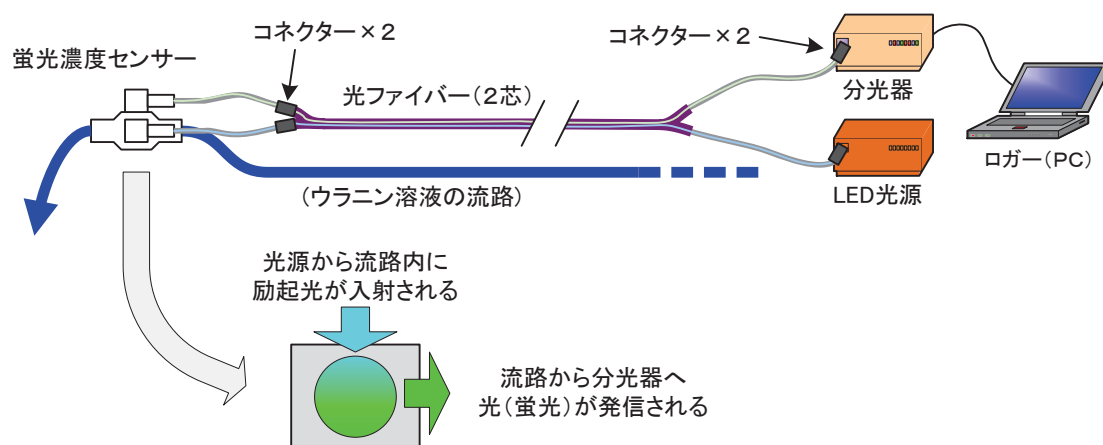 コネクター×2
コネクター×2
蛍光濃度センサー
光ファイバー(2芯)
分光器
ロガー(PC)
(ウラニン溶液の流路)
LED光源
光源から流路内に
励起光が入射される
流路から分光器へ
光(蛍光)が発信される